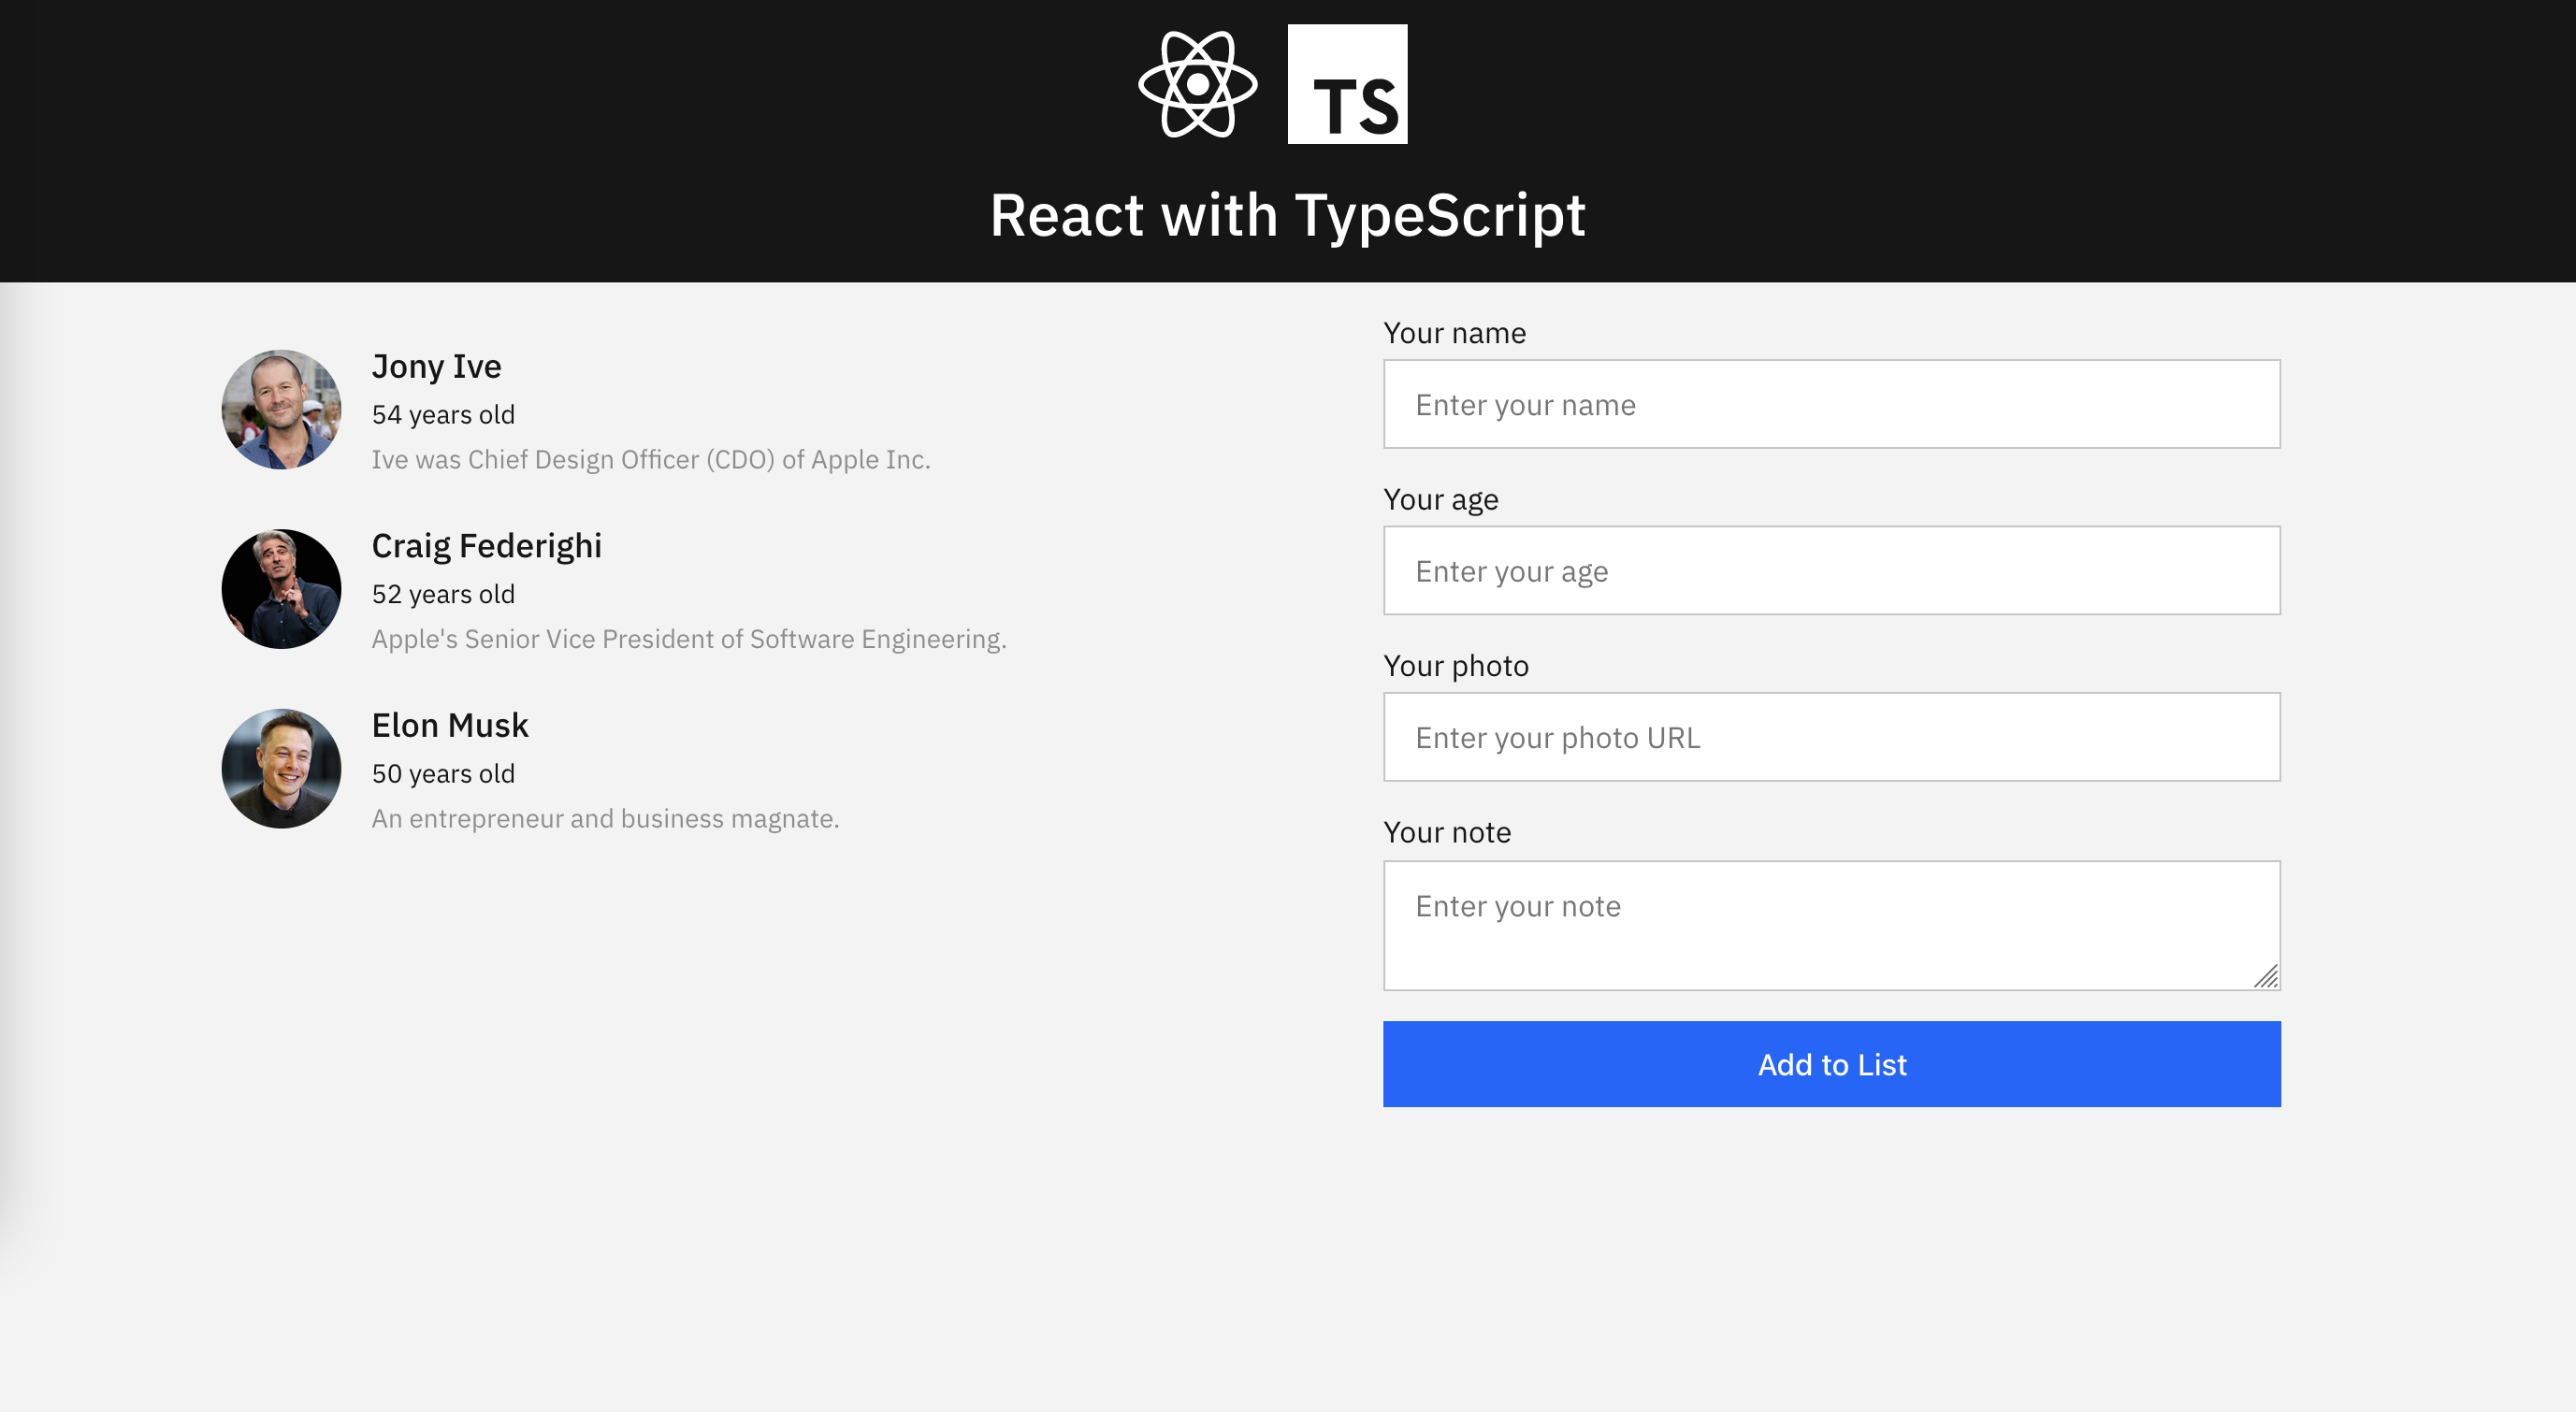 TS
React with TypeScript
Jony Ive
54 years old
Ive was Chief Design Officer (CDO) of Apple Inc.
Craig Federighi
52 years old
Apple's Senior Vice President of Software Engineering.
Elon Musk
50 years old
An entrepreneur and business magnate.
Your name
Enter your name
Your age
Enter your age
Your photo
Enter your photo URL
Your note
Enter your note
Add to List